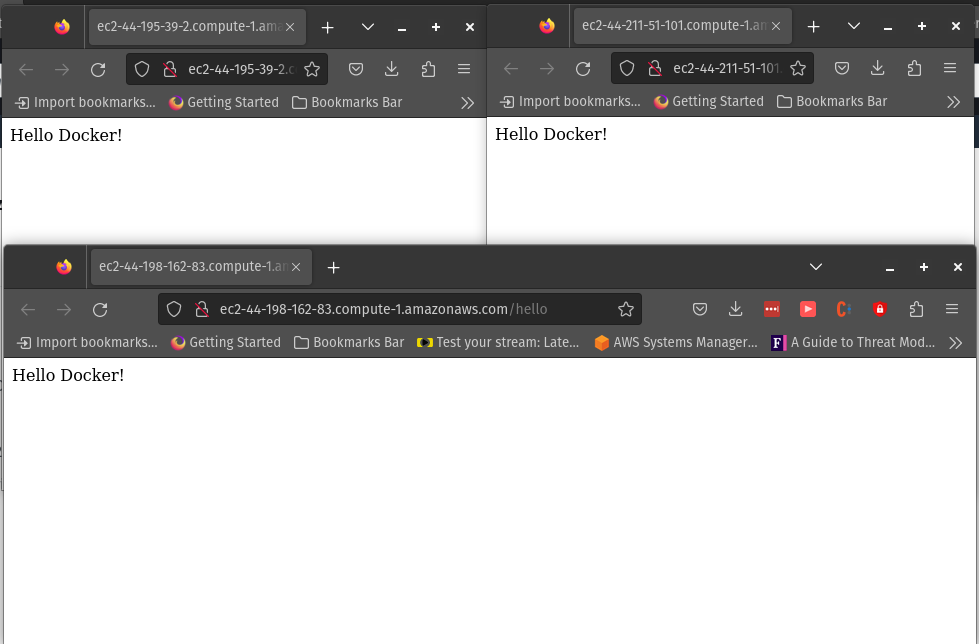 ec2-44-195-39-2.compute-1.ama
ec2-44-195-39-2.c
Import bookmarks...
Getting Started
Bookmarks Bar
Hello Docker!
ec2-44-211-51-101.compute-1.am
ec2-44-211-51-101.
Import bookmarks...
Getting Started
Bookmarks Bar
Hello Docker!
ec2-44-198-162-83.compute-1.an
ec2-44-198-162-83.compute-1.amazonaws.com/hello
Import bookmarks...
Getting Started
Bookmarks Bar
Test your stream: Late...
AWS Systems Manager...
F
A Guide to Threat Mod...
Hello Docker!